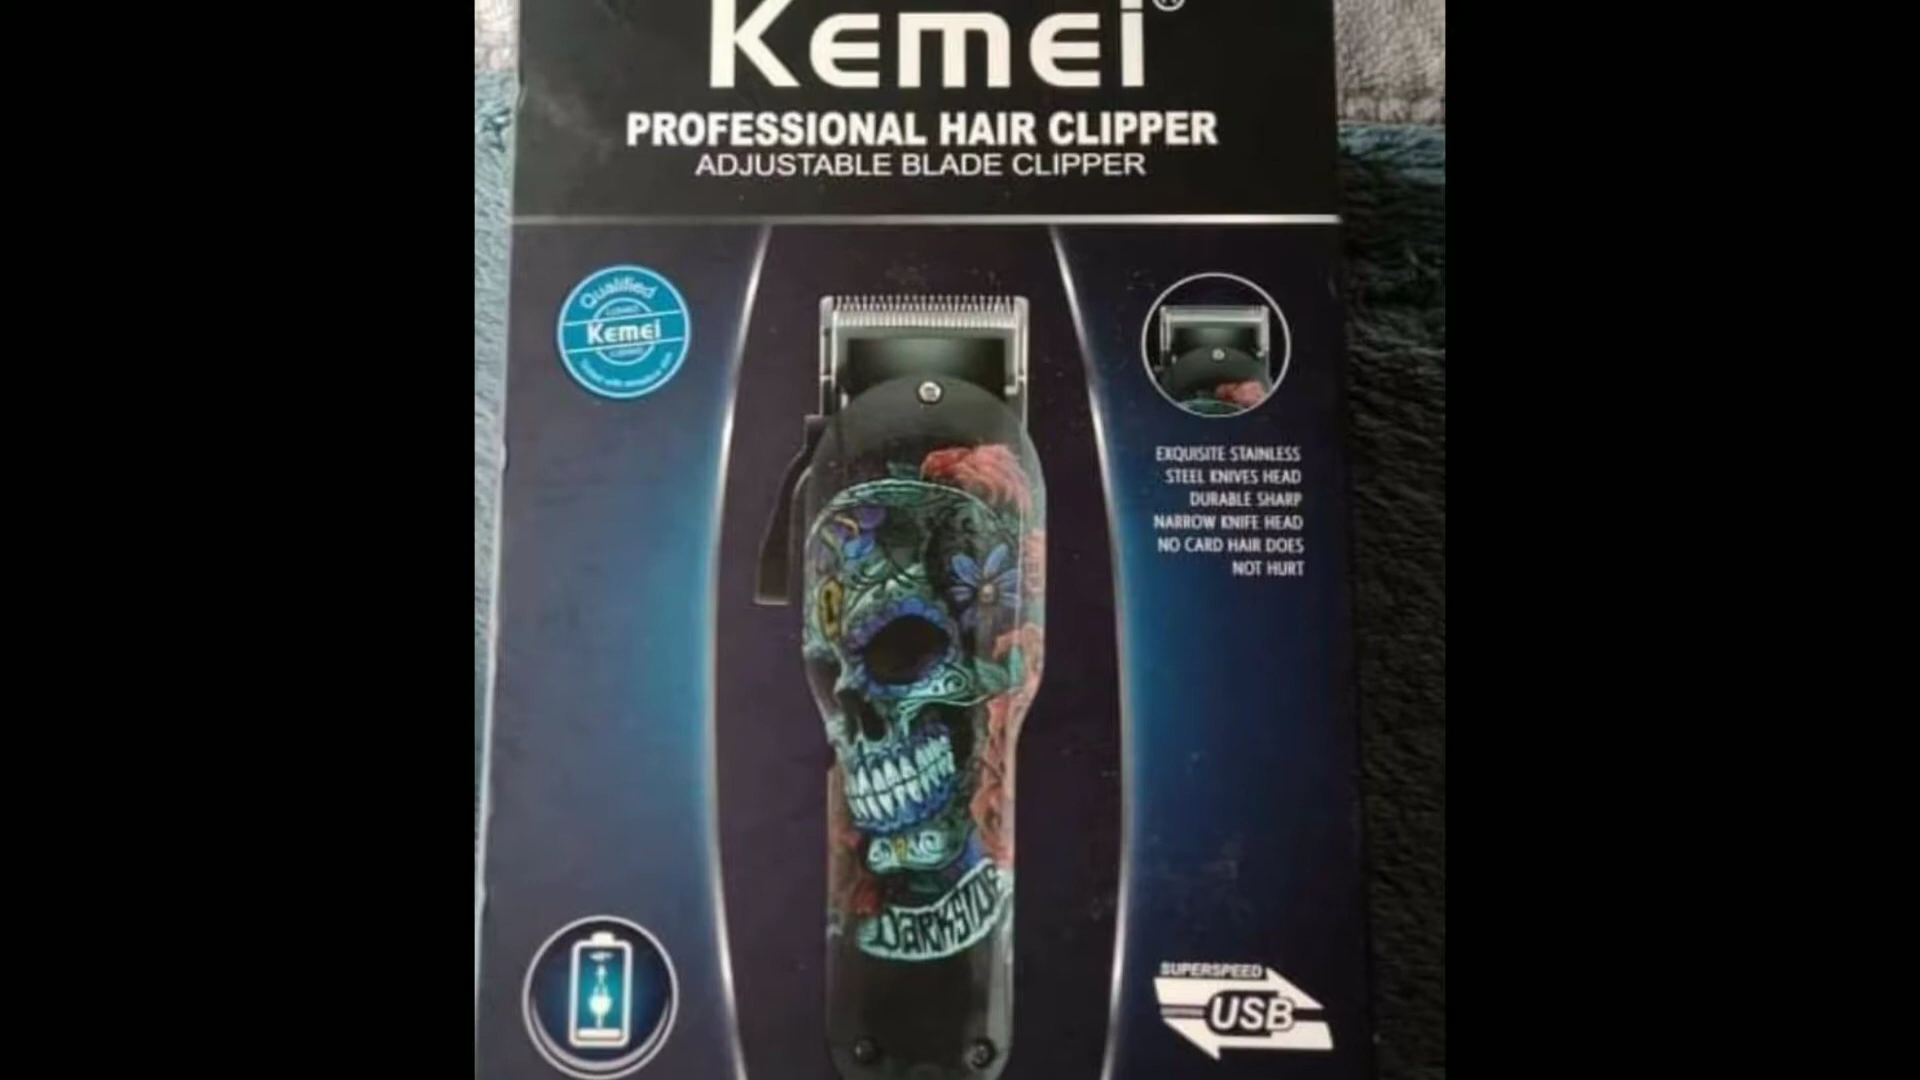 Kemei®
PROFESSIONAL HAIR CLIPPER
ADJUSTABLE BLADE CLIPPER
Qualified
Kemei
EXQUISITE STAINLESS
STEEL KNIVES HEAD
DURABLE SHARP
NARROW KNIFE HEAD
NO CARD HAIR DOES
NOT HURT
DARKSIDE
SUPERSPEED
USB